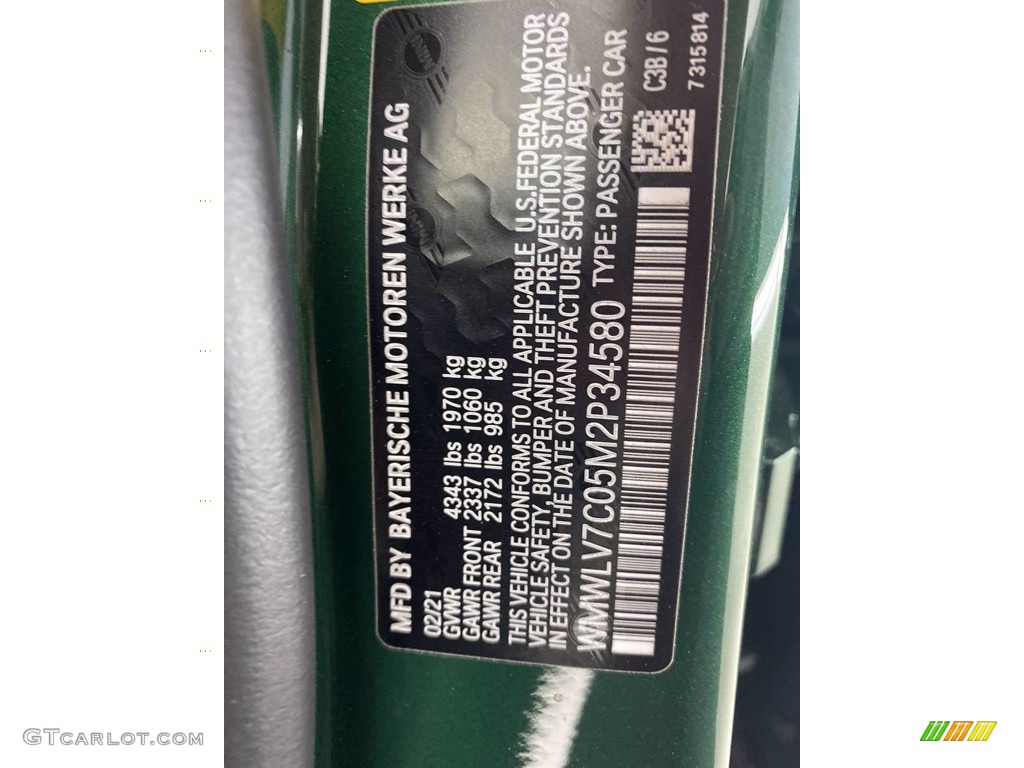 MFD BY BAYERISCHE MOTOREN WERKE AG
02/21
GVWR 4343 lbs 1970 kg
GAWR FRONT 2337 lbs 1060 kg
GAWR REAR 2172 lbs 985 kg
THIS VEHICLE CONFORMS TO ALL APPLICABLE U.S.FEDERAL MOTOR
VEHICLE SAFETY, BUMPER AND THEFT PREVENTION STANDARDS
IN EFFECT ON THE DATE OF MANUFACTURE SHOWN ABOVE.
WMWLV7C05M2P34580 TYPE: PASSENGER CAR
C3B/6
7315814
GTCARLOT.COM